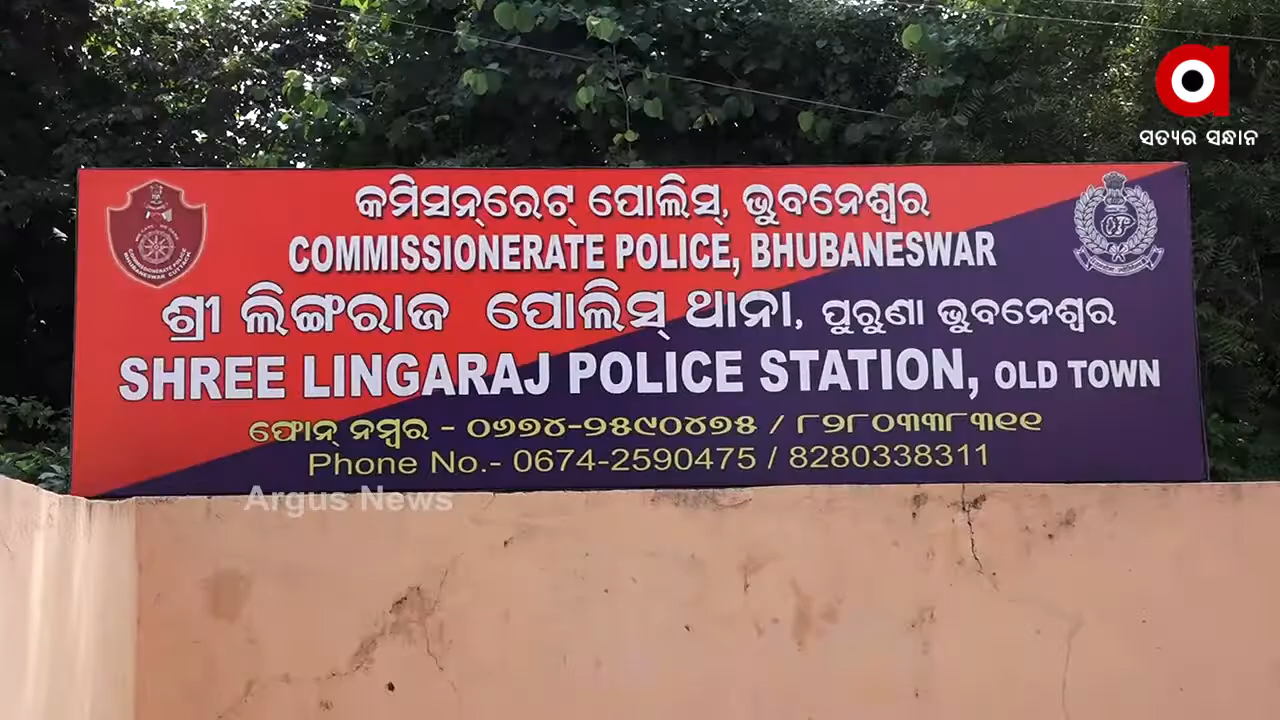 ସତ୍ୟର ସନ୍ଧାନ
କମିସନ୍‌ରେଟ୍ ପୋଲିସ୍, ଭୁବନେଶ୍ୱର
COMMISSIONERATE POLICE, BHUBANESWAR
ଶ୍ରୀ ଲିଙ୍ଗରାଜ ପୋଲିସ୍ ଥାନା, ପୁରୁଣା ଭୁବନେଶ୍ୱର
SHREE LINGARAJ POLICE STATION, OLD TOWN
ଫୋନ୍ ନମ୍ବର - ୦୬୭୪-୨୫୯୦୪୭୫ / ୮୨୮୦୩୩୮୩୧୧
Phone No.- 0674-2590475 / 8280338311
Argus News